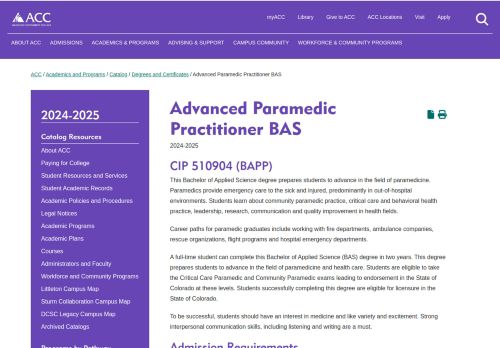 ACC
myACC Library Give to ACC ACC Locations Visit Apply
ABOUT ACC ADMISSIONS ACADEMICS & PROGRAMS ADVISING & SUPPORT CAMPUS COMMUNITY WORKFORCE & COMMUNITY PROGRAMS
ACC / Academics and Programs / Catalog / Degrees and Certificates / Advanced Paramedic Practitioner BAS
2024-2025
Catalog Resources
About ACC
Paying for College
Student Resources and Services
Student Academic Records
Academic Policies and Procedures
Legal Notices
Academic Programs
Academic Plans
Courses
Administrators and Faculty
Workforce and Community Programs
Littleton Campus Map
Sturm Collaboration Campus Map
DCSC Legacy Campus Map
Archived Catalogs
Programs by Pathway
Advanced Paramedic
Practitioner BAS
2024-2025
CIP 510904 (BAPP)
This Bachelor of Applied Science degree prepares students to advance in the field of paramedicine.
Paramedics provide emergency care to the sick and injured, predominantly in out-of-hospital
environments. Students learn about community paramedic practice, critical care and behavioral health
practice, leadership, research, communication and quality improvement in health fields.
Career paths for paramedic graduates include working with fire departments, ambulance companies,
rescue organizations, flight programs and hospital emergency departments.
A full-time student can complete this Bachelor of Applied Science (BAS) degree in two years. This degree
prepares students to advance in the field of paramedicine and health care. Students are eligible to take
the Critical Care Paramedic and Community Paramedic exams leading to endorsement in the State of
Colorado at these levels. Students successfully completing this degree are eligible for licensure in the
State of Colorado.
To be successful, students should have an interest in medicine and like variety and excitement. Strong
interpersonal communication skills, including listening and writing are a must.
Admission Requirements